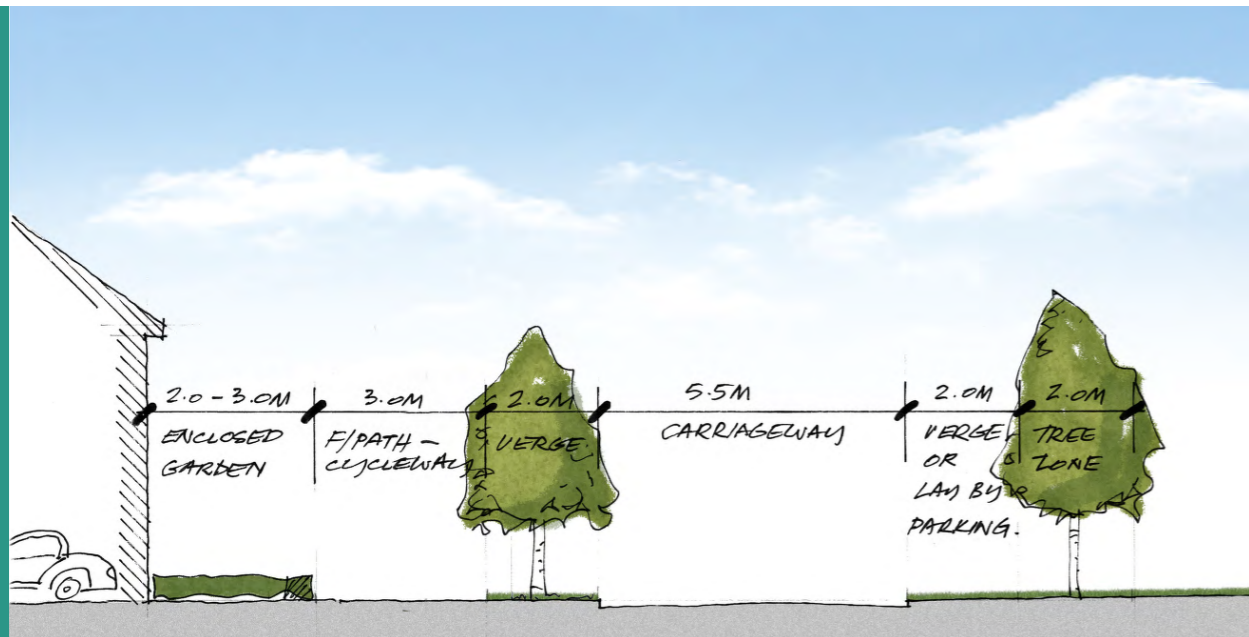 2.0 - 3.0M
ENCLOSED
GARDEN
3.0M
F/PATH -
CYCLEWAY
2.0M
VERGE.
5.5M
CARRIAGEWAY
2.0M
VERGE
OR
LAY BY
PARKING.
2.0M
TREE
ZONE